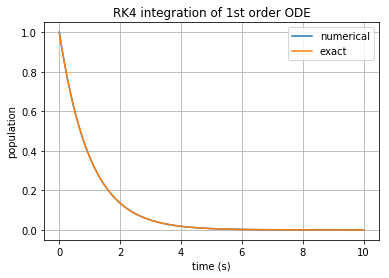 RK4 integration of 1st order ODE
numerical
exact
population
1.0
0.8
0.6
0.4
0.2
0.0
0 2 4 6 8 10
time (s)